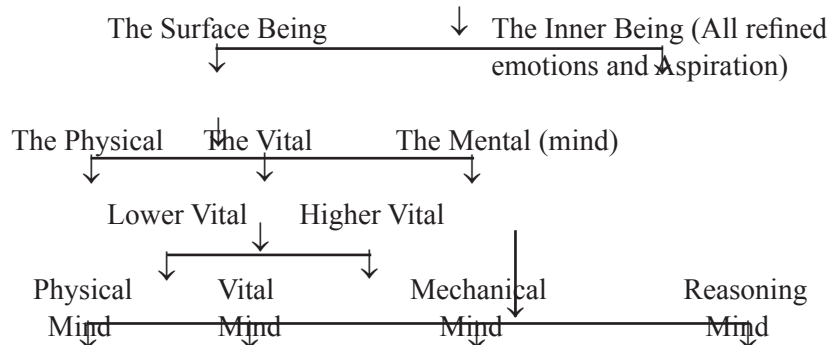 The Surface Being The Inner Being (All refined
emotions and Aspiration)
The Physical The Vital The Mental (mind)
Lower Vital Higher Vital
Physical Vital Mechanical Reasoning
Mind Mind Mind Mind